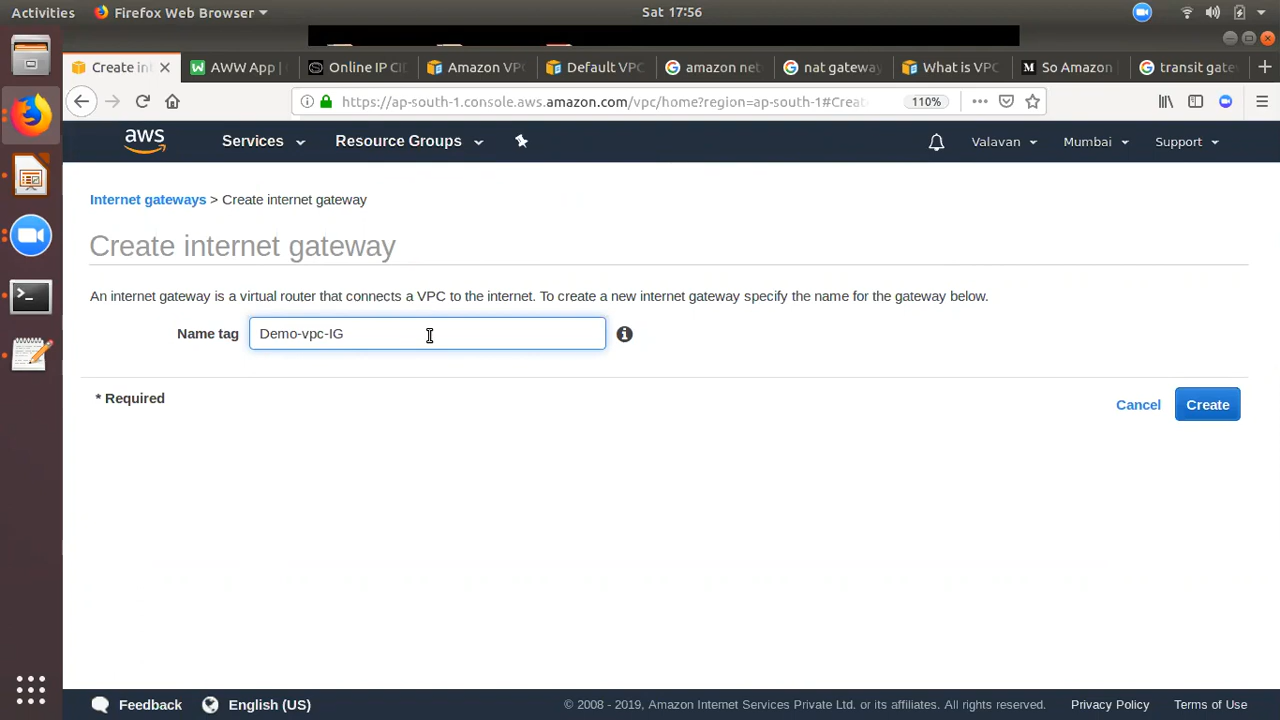 Activities Firefox Web Browser Sat 17:56
Create in AWW App | Online IP CI Amazon VP Default VPC amazon net nat gateway What is VPC So Amazon transit gate
https://ap-south-1.console.aws.amazon.com/vpc/home?region=ap-south-1#Creat 110%
aws Services Resource Groups Valavan Mumbai Support
Internet gateways > Create internet gateway
Create internet gateway
An internet gateway is a virtual router that connects a VPC to the internet. To create a new internet gateway specify the name for the gateway below.
Name tag Demo-vpc-IG
* Required
Cancel Create
Feedback English (US) © 2008 - 2019, Amazon Internet Services Private Ltd. or its affiliates. All rights reserved. Privacy Policy Terms of Use